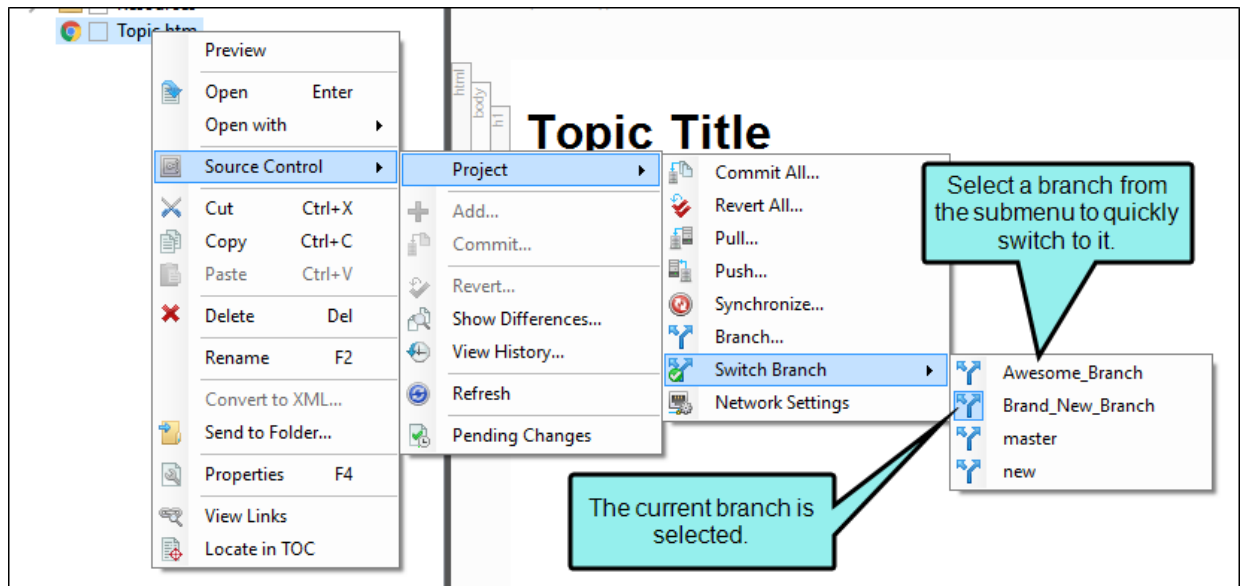 Topic.htm
html
body
h1
Topic Title
Preview
Open Enter
Open with
Source Control
Cut Ctrl+X
Copy Ctrl+C
Paste Ctrl+V
Delete Del
Rename F2
Convert to XML...
Send to Folder...
Properties F4
View Links
Locate in TOC
Project
Add...
Commit...
Revert...
Show Differences...
View History...
Refresh
Pending Changes
Commit All...
Revert All...
Pull...
Push...
Synchronize...
Branch...
Switch Branch
Network Settings
Select a branch from
the submenu to quickly
switch to it.
Awesome_Branch
Brand_New_Branch
master
new
The current branch is
selected.